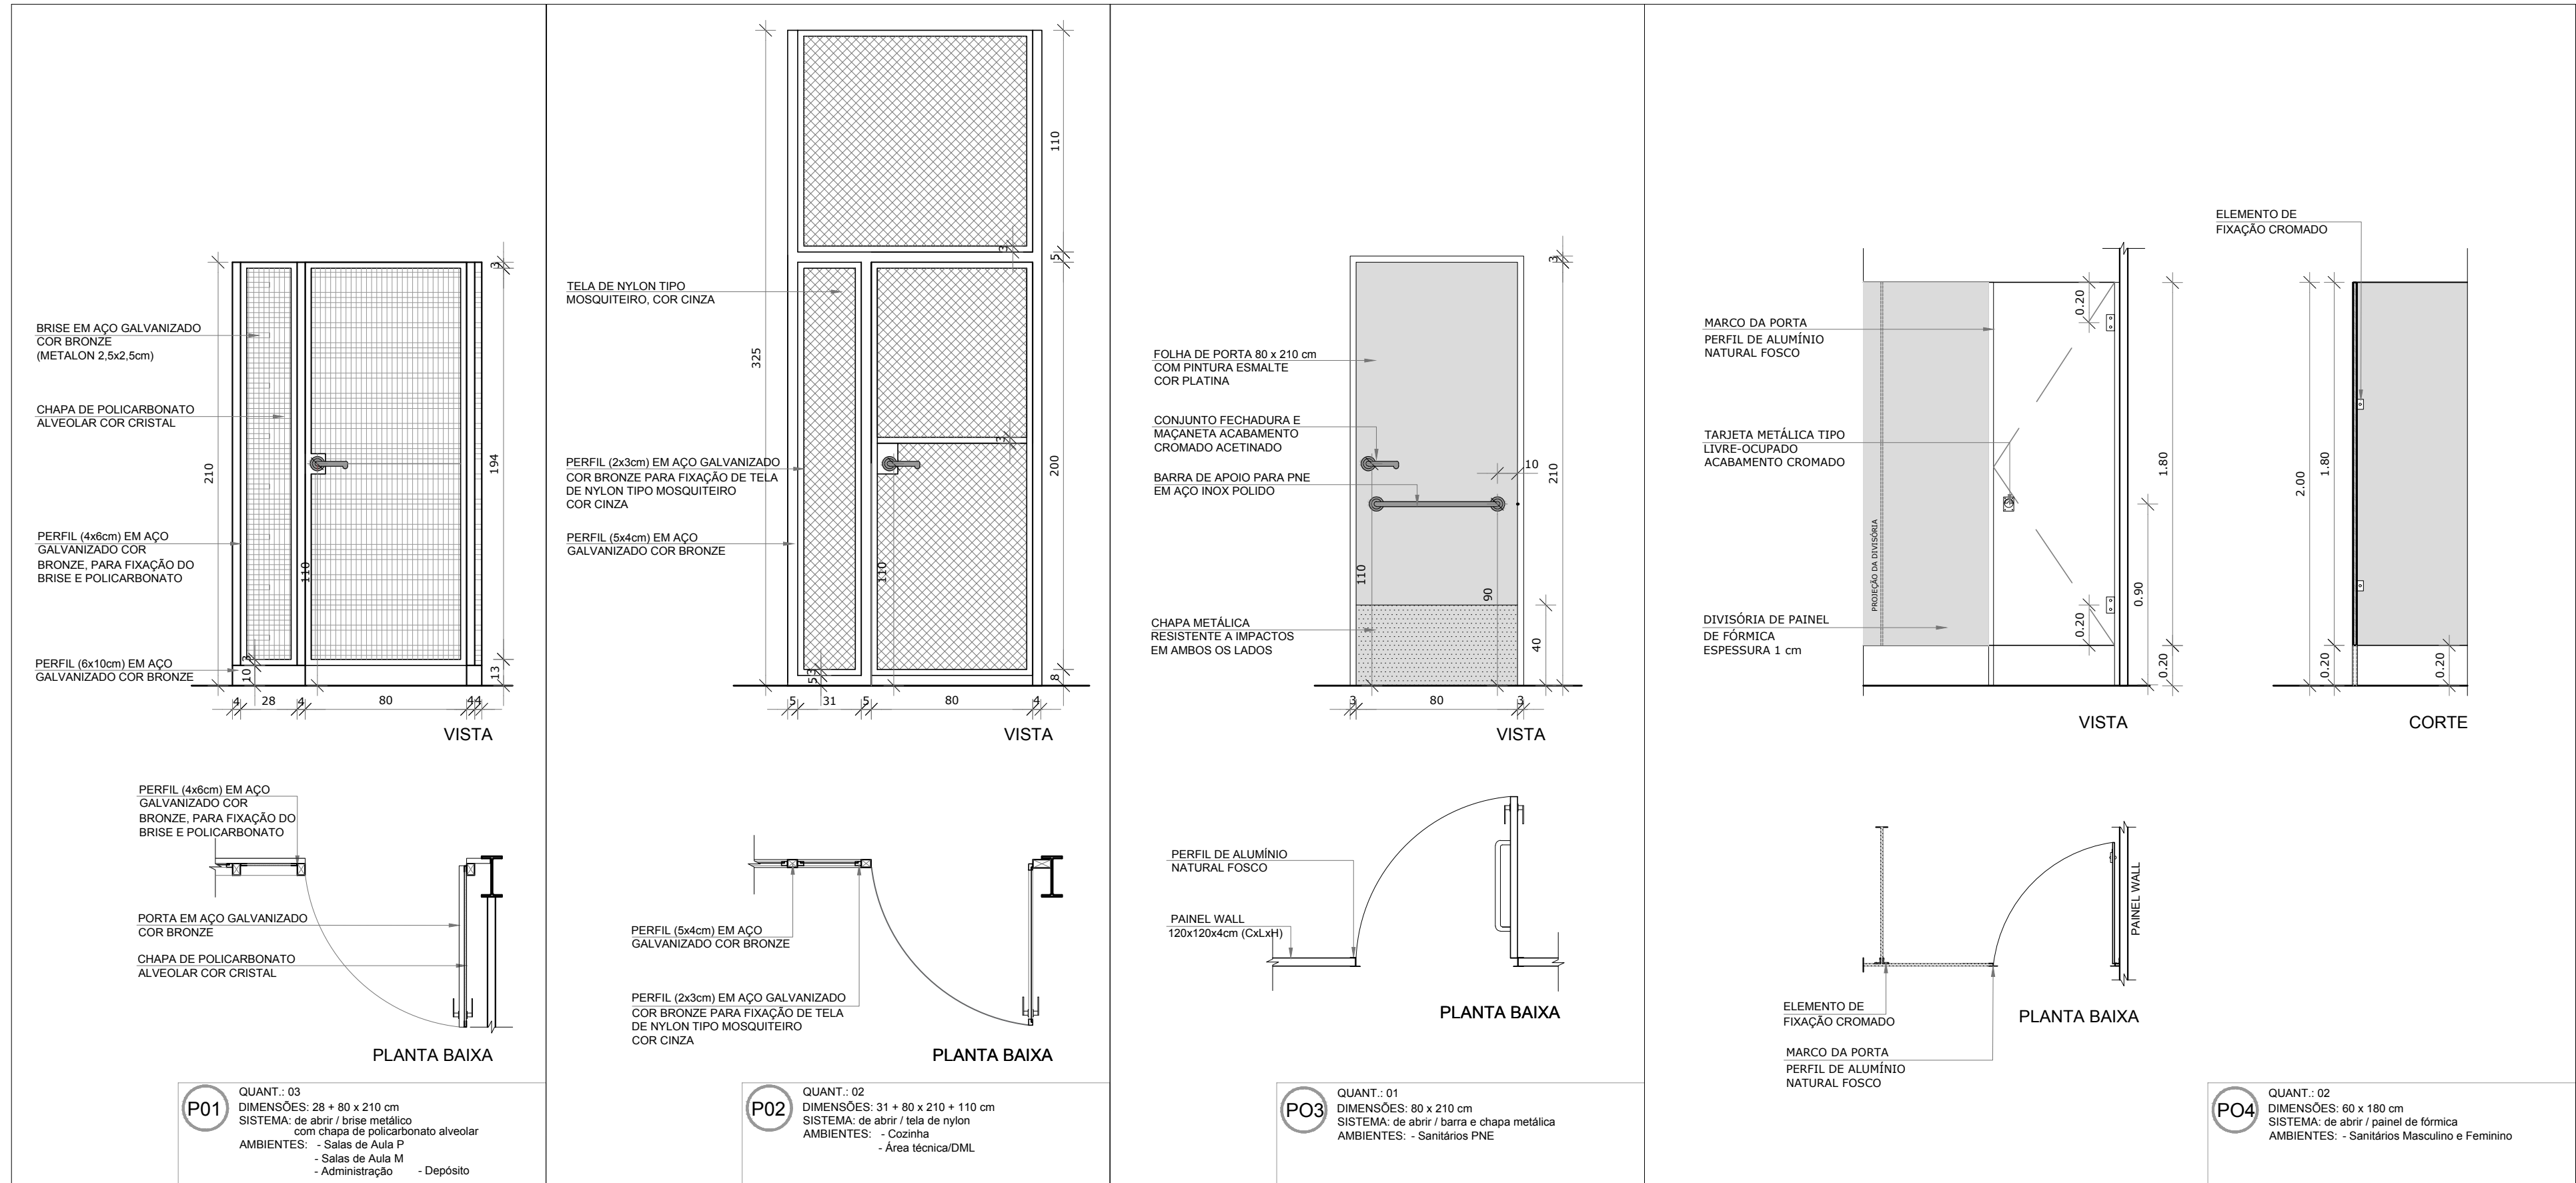 BRISE EM AÇO GALVANIZADO
COR BRONZE
(METALON 2,5x2,5cm)
CHAPA DE POLICARBONATO
ALVEOLAR COR CRISTAL
PERFIL (4x6cm) EM AÇO
GALVANIZADO COR
BRONZE, PARA FIXAÇÃO DO
BRISE E POLICARBONATO
PERFIL (6x10cm) EM AÇO
GALVANIZADO COR BRONZE
210
110
3
194
13
3
10
4
28
4
80
4
4
VISTA
PERFIL (4x6cm) EM AÇO
GALVANIZADO COR
BRONZE, PARA FIXAÇÃO DO
BRISE E POLICARBONATO
PORTA EM AÇO GALVANIZADO
COR BRONZE
CHAPA DE POLICARBONATO
ALVEOLAR COR CRISTAL
PLANTA BAIXA
P01
QUANT.: 03
DIMENSÕES: 28 + 80 x 210 cm
SISTEMA: de abrir / brise metálico
com chapa de policarbonato alveolar
AMBIENTES: - Salas de Aula P
- Salas de Aula M
- Administração - Depósito
TELA DE NYLON TIPO
MOSQUITEIRO, COR CINZA
PERFIL (2x3cm) EM AÇO GALVANIZADO
COR BRONZE PARA FIXAÇÃO DE TELA
DE NYLON TIPO MOSQUITEIRO
COR CINZA
PERFIL (5x4cm) EM AÇO
GALVANIZADO COR BRONZE
325
110
3
5
3
200
110
8
5
3
5
31
5
80
4
VISTA
PERFIL (5x4cm) EM AÇO
GALVANIZADO COR BRONZE
PERFIL (2x3cm) EM AÇO GALVANIZADO
COR BRONZE PARA FIXAÇÃO DE TELA
DE NYLON TIPO MOSQUITEIRO
COR CINZA
PLANTA BAIXA
P02
QUANT.: 02
DIMENSÕES: 31 + 80 x 210 + 110 cm
SISTEMA: de abrir / tela de nylon
AMBIENTES: - Cozinha
- Área técnica/DML
FOLHA DE PORTA 80 x 210 cm
COM PINTURA ESMALTE
COR PLATINA
CONJUNTO FECHADURA E
MAÇANETA ACABAMENTO
CROMADO ACETINADO
BARRA DE APOIO PARA PNE
EM AÇO INOX POLIDO
CHAPA METÁLICA
RESISTENTE A IMPACTOS
EM AMBOS OS LADOS
3
10
210
110
90
40
3
80
3
VISTA
PERFIL DE ALUMÍNIO
NATURAL FOSCO
PAINEL WALL
120x120x4cm (CxLxH)
PLANTA BAIXA
PO3
QUANT.: 01
DIMENSÕES: 80 x 210 cm
SISTEMA: de abrir / barra e chapa metálica
AMBIENTES: - Sanitários PNE
MARCO DA PORTA
PERFIL DE ALUMÍNIO
NATURAL FOSCO
TARJETA METÁLICA TIPO
LIVRE-OCUPADO
ACABAMENTO CROMADO
DIVISÓRIA DE PAINEL
DE FÓRMICA
ESPESSURA 1 cm
PROJEÇÃO DA DIVISÓRIA
0.20
1.80
0.90
0.20
0.20
VISTA
ELEMENTO DE
FIXAÇÃO CROMADO
2.00
1.80
0.20
0.20
CORTE
PAINEL WALL
ELEMENTO DE
FIXAÇÃO CROMADO
MARCO DA PORTA
PERFIL DE ALUMÍNIO
NATURAL FOSCO
PLANTA BAIXA
PO4
QUANT.: 02
DIMENSÕES: 60 x 180 cm
SISTEMA: de abrir / painel de fórmica
AMBIENTES: - Sanitários Masculino e Feminino